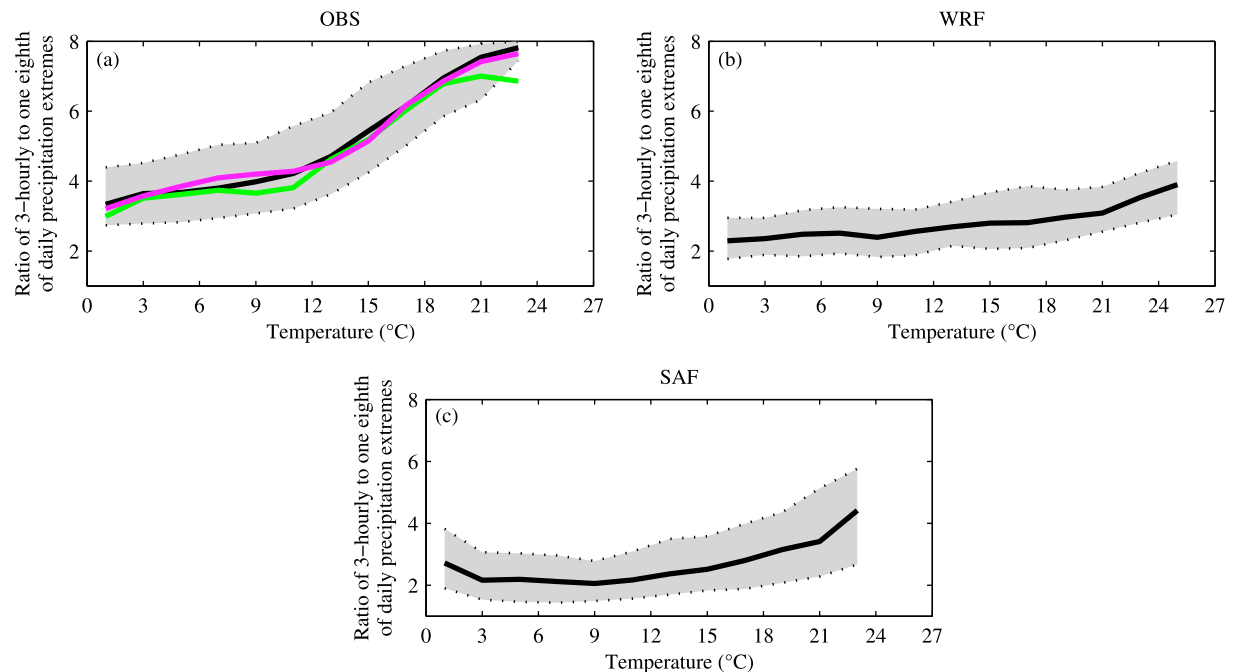 OBS
(a)
8
6
4
2
0 3 6 9 12 15 18 21 24 27
Temperature (°C)
Ratio of 3−hourly to one eighth
of daily precipitation extremes
WRF
(b)
8
6
4
2
0 3 6 9 12 15 18 21 24 27
Temperature (°C)
Ratio of 3−hourly to one eighth
of daily precipitation extremes
SAF
(c)
8
6
4
2
0 3 6 9 12 15 18 21 24 27
Temperature (°C)
Ratio of 3−hourly to one eighth
of daily precipitation extremes